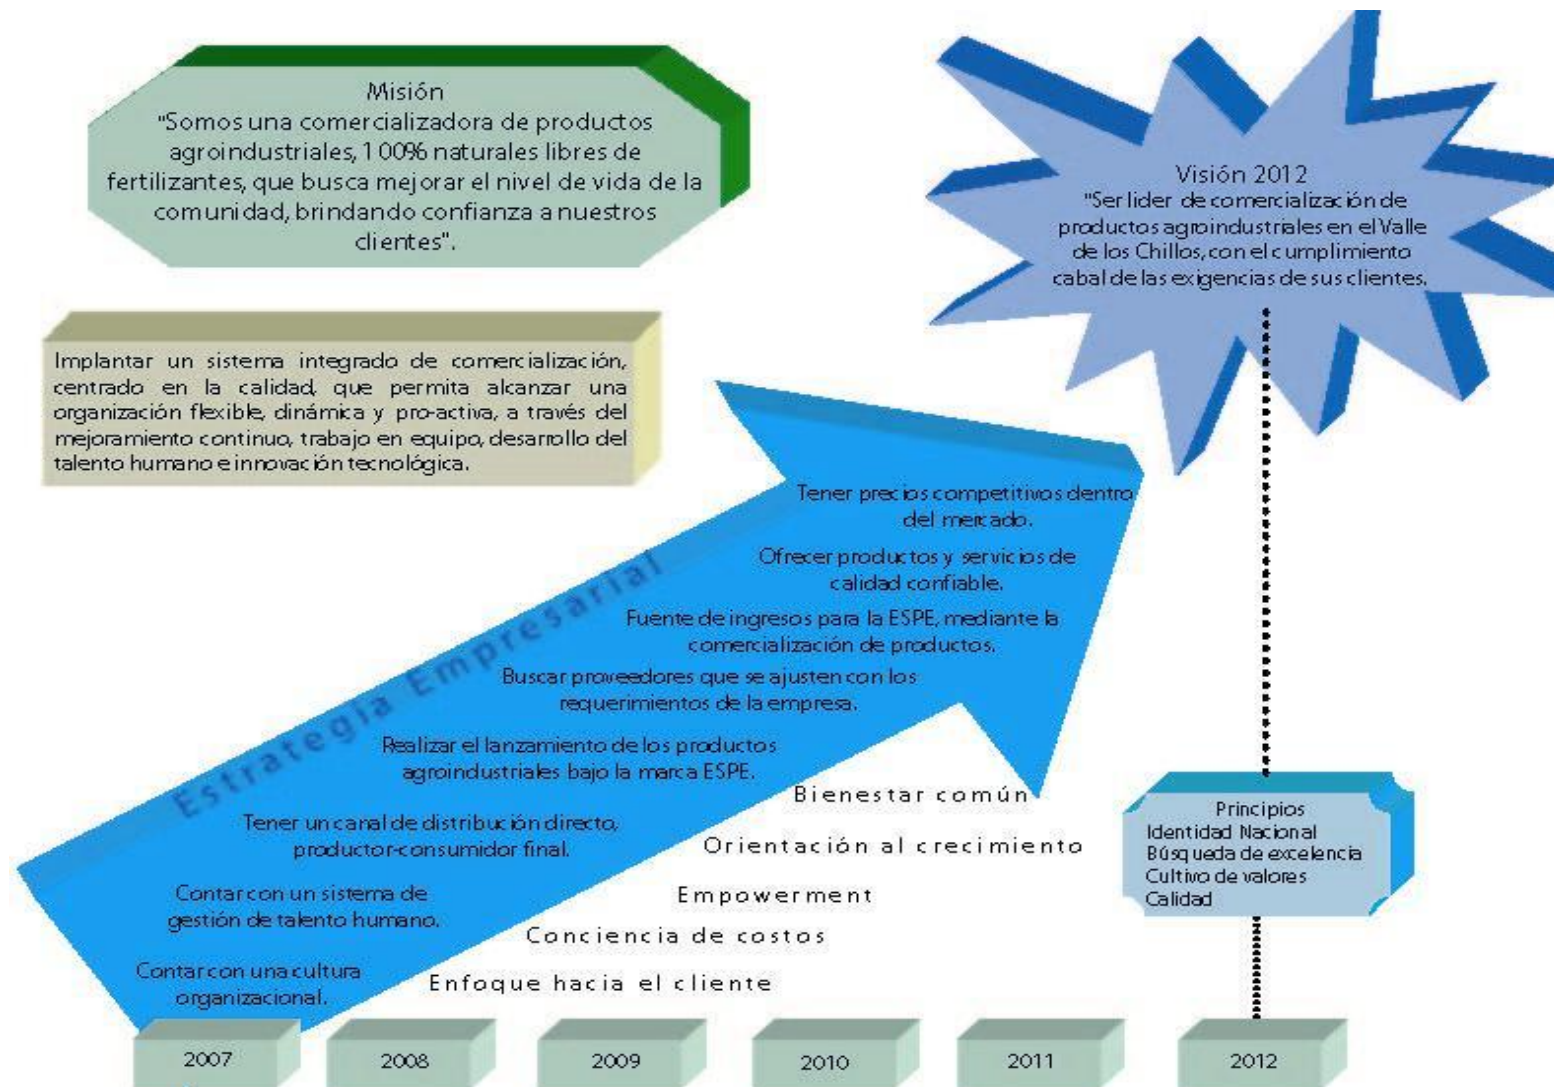 Misión
"Somos una comercializadora de productos
agroindustriales, 100% naturales libres de
fertilizantes, que busca mejorar el nivel de vida de la
comunidad, brindando confianza a nuestros
clientes".
Visión 2012
"Ser lider de comercialización de
productos agroindustriales en el Valle
de los Chillos, con el cumplimiento
cabal de las exigencias de sus clientes.
Implantar un sistema integrado de comercialización,
centrado en la calidad, que permita alcanzar una
organización flexible, dinámica y pro-activa, a través del
mejoramiento continuo, trabajo en equipo, desarrollo del
talento humano e innovación tecnológica.
Estrategia Empresarial
Tener precios competitivos dentro
del mercado.
Ofrecer productos y servicios de
calidad confiable.
Fuente de ingresos para la ESPE, mediante la
comercialización de productos.
Buscar proveedores que se ajusten con los
requerimientos de la empresa.
Realizar el lanzamiento de los productos
agroindustriales bajo la marca ESPE.
Tener un canal de distribución directo,
productor-consumidor final.
Contar con un sistema de
gestión de talento humano.
Contar con una cultura
organizacional.
Bienestar común
Orientación al crecimiento
Empowerment
Conciencia de costos
Enfoque hacia el cliente
Principios
Identidad Nacional
Búsqueda de excelencia
Cultivo de valores
Calidad
2007
2008
2009
2010
2011
2012